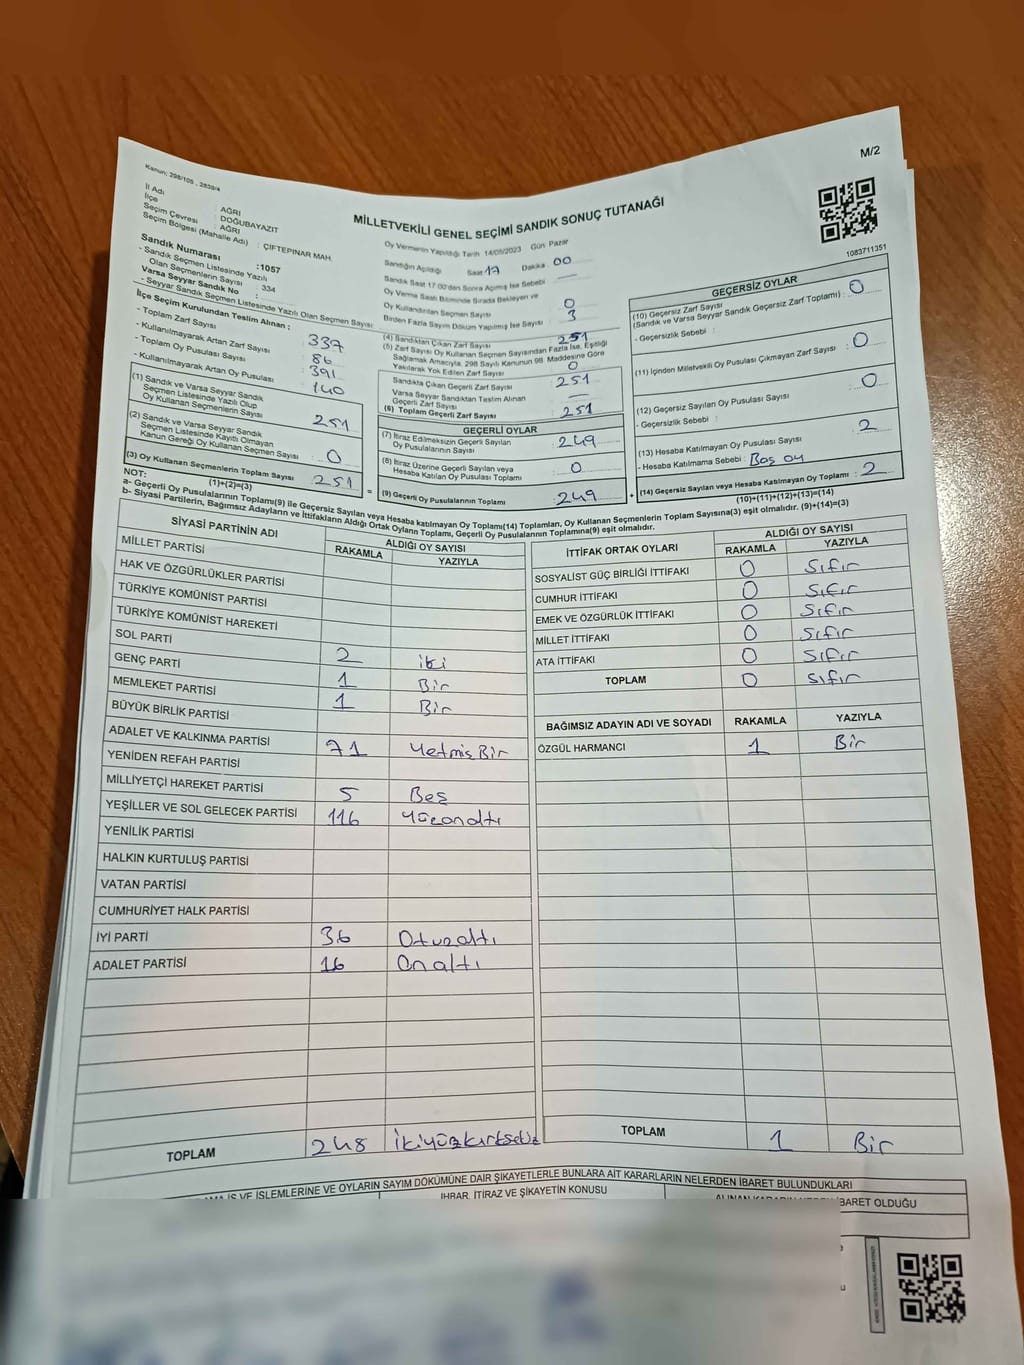 M/2
Kanun: 298/105 , 2839/4
MİLLETVEKİLİ GENEL SEÇİMİ SANDIK SONUÇ TUTANAĞI
1083711351
İl Adı : AĞRI
İlçe : DOĞUBAYAZIT
Seçim Çevresi : AĞRI
Seçim Bölgesi (Mahalle Adı) : ÇİFTEPINAR MAH.
Sandık Numarası :1057
- Sandık Seçmen Listesinde Yazılı
Olan Seçmenlerin Sayısı : 334
Varsa Seyyar Sandık No :
- Seyyar Sandık Seçmen Listesinde Yazılı Olan Seçmen Sayısı:
İlçe Seçim Kurulundan Teslim Alınan ;
- Toplam Zarf Sayısı : 337
- Kullanılmayarak Artan Zarf Sayısı : 86
- Toplam Oy Pusulası Sayısı : 391
- Kullanılmayarak Artan Oy Pusulası : 140
(1) Sandık ve Varsa Seyyar Sandık
Seçmen Listesinde Yazılı Olup
Oy Kullanan Seçmenlerin Sayısı : 251
(2) Sandık ve Varsa Seyyar Sandık
Seçmen Listesinde Kayıtlı Olmayan
Kanun Gereği Oy Kullanan Seçmen Sayısı : 0
(3) Oy Kullanan Seçmenlerin Toplam Sayısı : 251
(1)+(2)=(3)
Oy Vermenin Yapıldığı Tarih 14/05/2023 Gün Pazar
Sandığın Açıldığı Saat 17 Dakika 00
Sandık Saat 17.00'den Sonra Açılmış İse Sebebi : —
Oy Verme Saati Bitiminde Sırada Bekleyen ve
Oy Kullandırılan Seçmen Sayısı : 0
Birden Fazla Sayım Döküm Yapılmış İse Sayısı : 3
(4) Sandıktan Çıkan Zarf Sayısı : 251
(5) Zarf Sayısı Oy Kullanan Seçmen Sayısından Fazla İse, Eşitliği
Sağlamak Amacıyla, 298 Sayılı Kanunun 98. Maddesine Göre
Yakılarak Yok Edilen Zarf Sayısı : 0
Sandıkta Çıkan Geçerli Zarf Sayısı : 251
Varsa Seyyar Sandıktan Teslim Alınan
Geçerli Zarf Sayısı : —
(6) Toplam Geçerli Zarf Sayısı : 251
GEÇERLİ OYLAR
(7) İtiraz Edilmeksizin Geçerli Sayılan
Oy Pusulalarının Sayısı : 249
(8) İtiraz Üzerine Geçerli Sayılan veya
Hesaba Katılan Oy Pusulası Toplamı : 0
(9) Geçerli Oy Pusulalarının Toplamı : 249
GEÇERSİZ OYLAR
(10) Geçersiz Zarf Sayısı
(Sandık ve Varsa Seyyar Sandık Geçersiz Zarf Toplamı) : 0
- Geçersizlik Sebebi :
(11) İçinden Milletvekili Oy Pusulası Çıkmayan Zarf Sayısı : 0
(12) Geçersiz Sayılan Oy Pusulası Sayısı : 0
- Geçersizlik Sebebi :
(13) Hesaba Katılmayan Oy Pusulası Sayısı : 2
- Hesaba Katılmama Sebebi : Boş oy
(14) Geçersiz Sayılan veya Hesaba Katılmayan Oy Toplamı : 2
(10)+(11)+(12)+(13)=(14)
NOT:
a- Geçerli Oy Pusulalarının Toplamı(9) ile Geçersiz Sayılan veya Hesaba katılmayan Oy Toplamı(14) Toplamları, Oy Kullanan Seçmenlerin Toplam Sayısına(3) eşit olmalıdır. (9)+(14)=(3)
b- Siyasi Partilerin, Bağımsız Adayların ve İttifakların Aldığı Ortak Oyların Toplamı, Geçerli Oy Pusulalarının Toplamına(9) eşit olmalıdır.
SİYASİ PARTİNİN ADI ALDIĞI OY SAYISI
RAKAMLA YAZIYLA
MİLLET PARTİSİ
HAK VE ÖZGÜRLÜKLER PARTİSİ
TÜRKİYE KOMÜNİST PARTİSİ
TÜRKİYE KOMÜNİST HAREKETİ
SOL PARTİ
GENÇ PARTİ 2 iki
MEMLEKET PARTİSİ 1 Bir
BÜYÜK BİRLİK PARTİSİ 1 Bir
ADALET VE KALKINMA PARTİSİ 71 Yetmiş Bir
YENİDEN REFAH PARTİSİ
MİLLİYETÇİ HAREKET PARTİSİ 5 Beş
YEŞİLLER VE SOL GELECEK PARTİSİ 116 Yüzonaltı
YENİLİK PARTİSİ
HALKIN KURTULUŞ PARTİSİ
VATAN PARTİSİ
CUMHURİYET HALK PARTİSİ
İYİ PARTİ 36 Otuzaltı
ADALET PARTİSİ 16 Onaltı
TOPLAM 248 İkiyüzkırksekiz
İTTİFAK ORTAK OYLARI ALDIĞI OY SAYISI
RAKAMLA YAZIYLA
SOSYALİST GÜÇ BİRLİĞİ İTTİFAKI 0 Sıfır
CUMHUR İTTİFAKI 0 Sıfır
EMEK VE ÖZGÜRLÜK İTTİFAKI 0 Sıfır
MİLLET İTTİFAKI 0 Sıfır
ATA İTTİFAKI 0 Sıfır
TOPLAM 0 Sıfır
BAĞIMSIZ ADAYIN ADI VE SOYADI RAKAMLA YAZIYLA
ÖZGÜL HARMANCI 1 Bir
TOPLAM 1 Bir
İŞ VE İŞLEMLERİNE VE OYLARIN SAYIM DÖKÜMÜNE DAİR ŞİKAYETLERLE BUNLARA AİT KARARLARIN NELERDEN İBARET BULUNDUKLARI
İHBAR, İTİRAZ VE ŞİKAYETİN KONUSU
ALINAN KARARIN NEDEN İBARET OLDUĞU